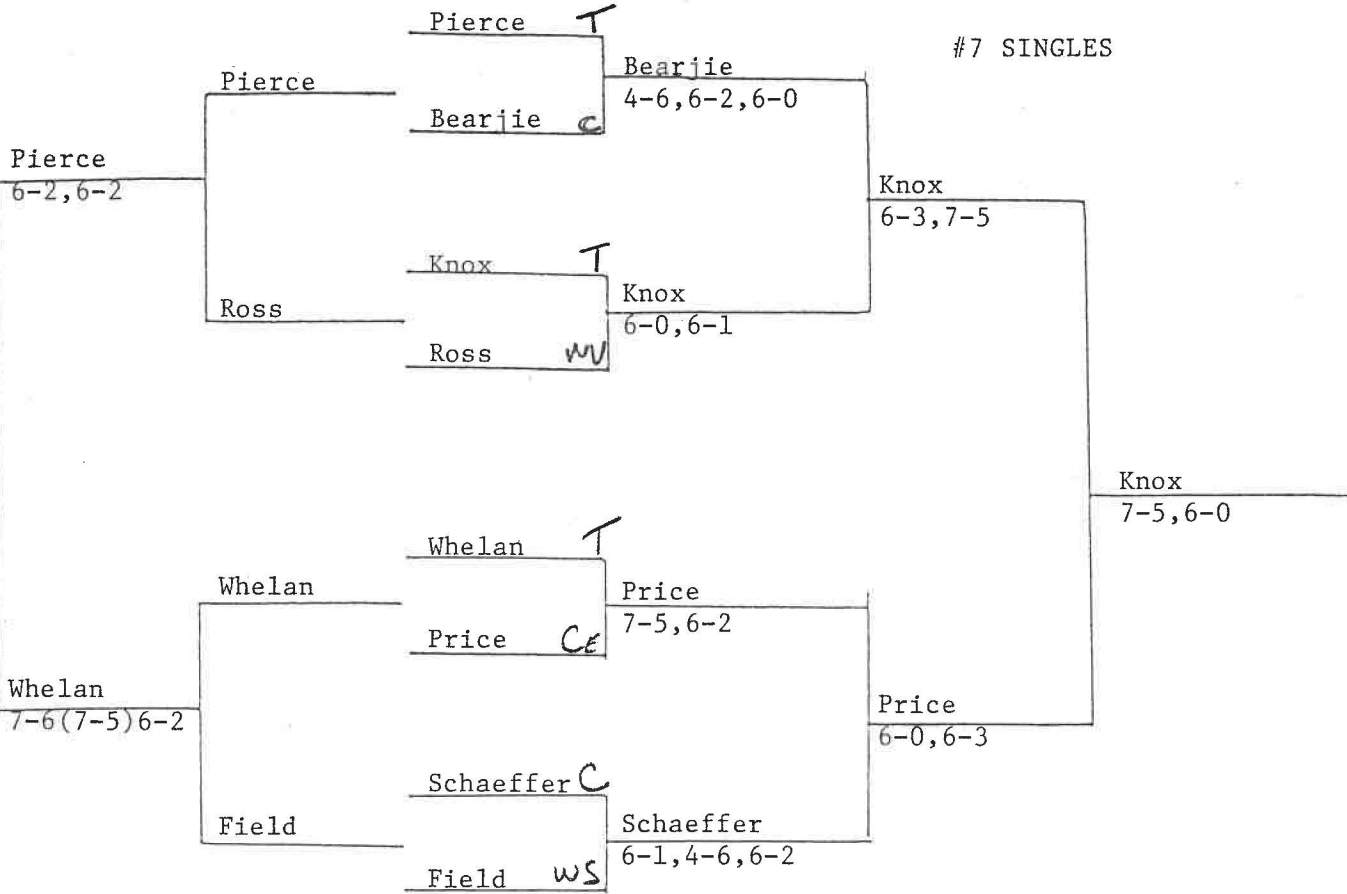 #7 SINGLES
Pierce T
Bearjie C
Bearjie
4-6,6-2,6-0
Pierce
Ross
Pierce
6-2,6-2
Knox T
Ross WV
Knox
6-0,6-1
Knox
6-3,7-5
Whelan T
Price CE
Price
7-5,6-2
Whelan
Field
Whelan
7-6(7-5)6-2
Schaeffer C
Field WS
Schaeffer
6-1,4-6,6-2
Price
6-0,6-3
Knox
7-5,6-0